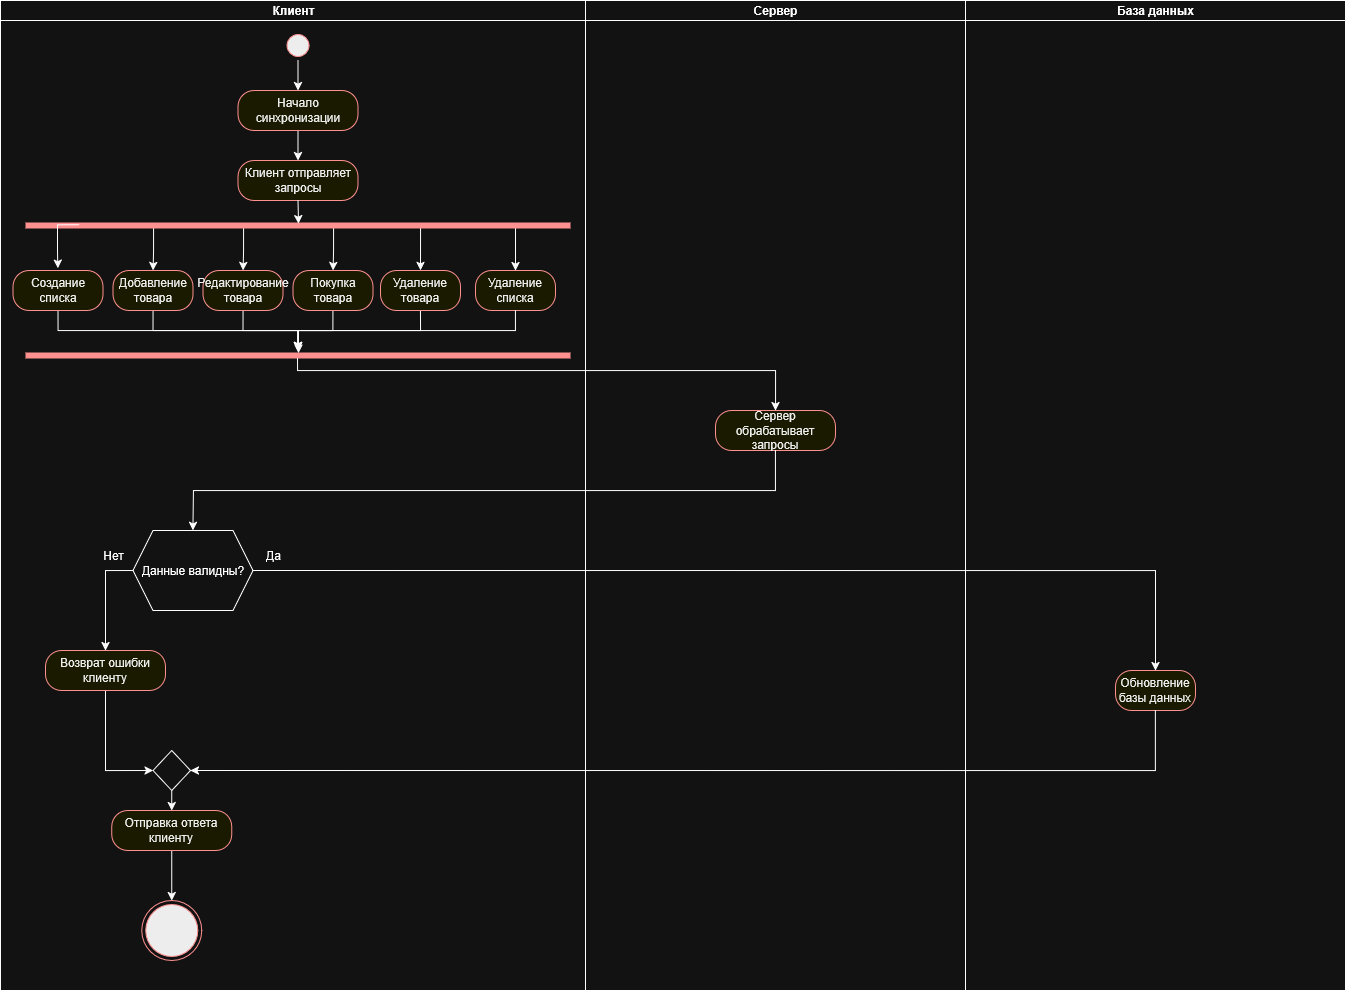 Клиент
Сервер
База данных
Начало
синхронизации
Клиент отправляет
запросы
Создание
списка
Добавление
товара
Редактирование
товара
Покупка
товара
Удаление
товара
Удаление
списка
Сервер
обрабатывает
запросы
Нет
Да
Данные валидны?
Возврат ошибки
клиенту
Обновление
базы данных
Отправка ответа
клиенту